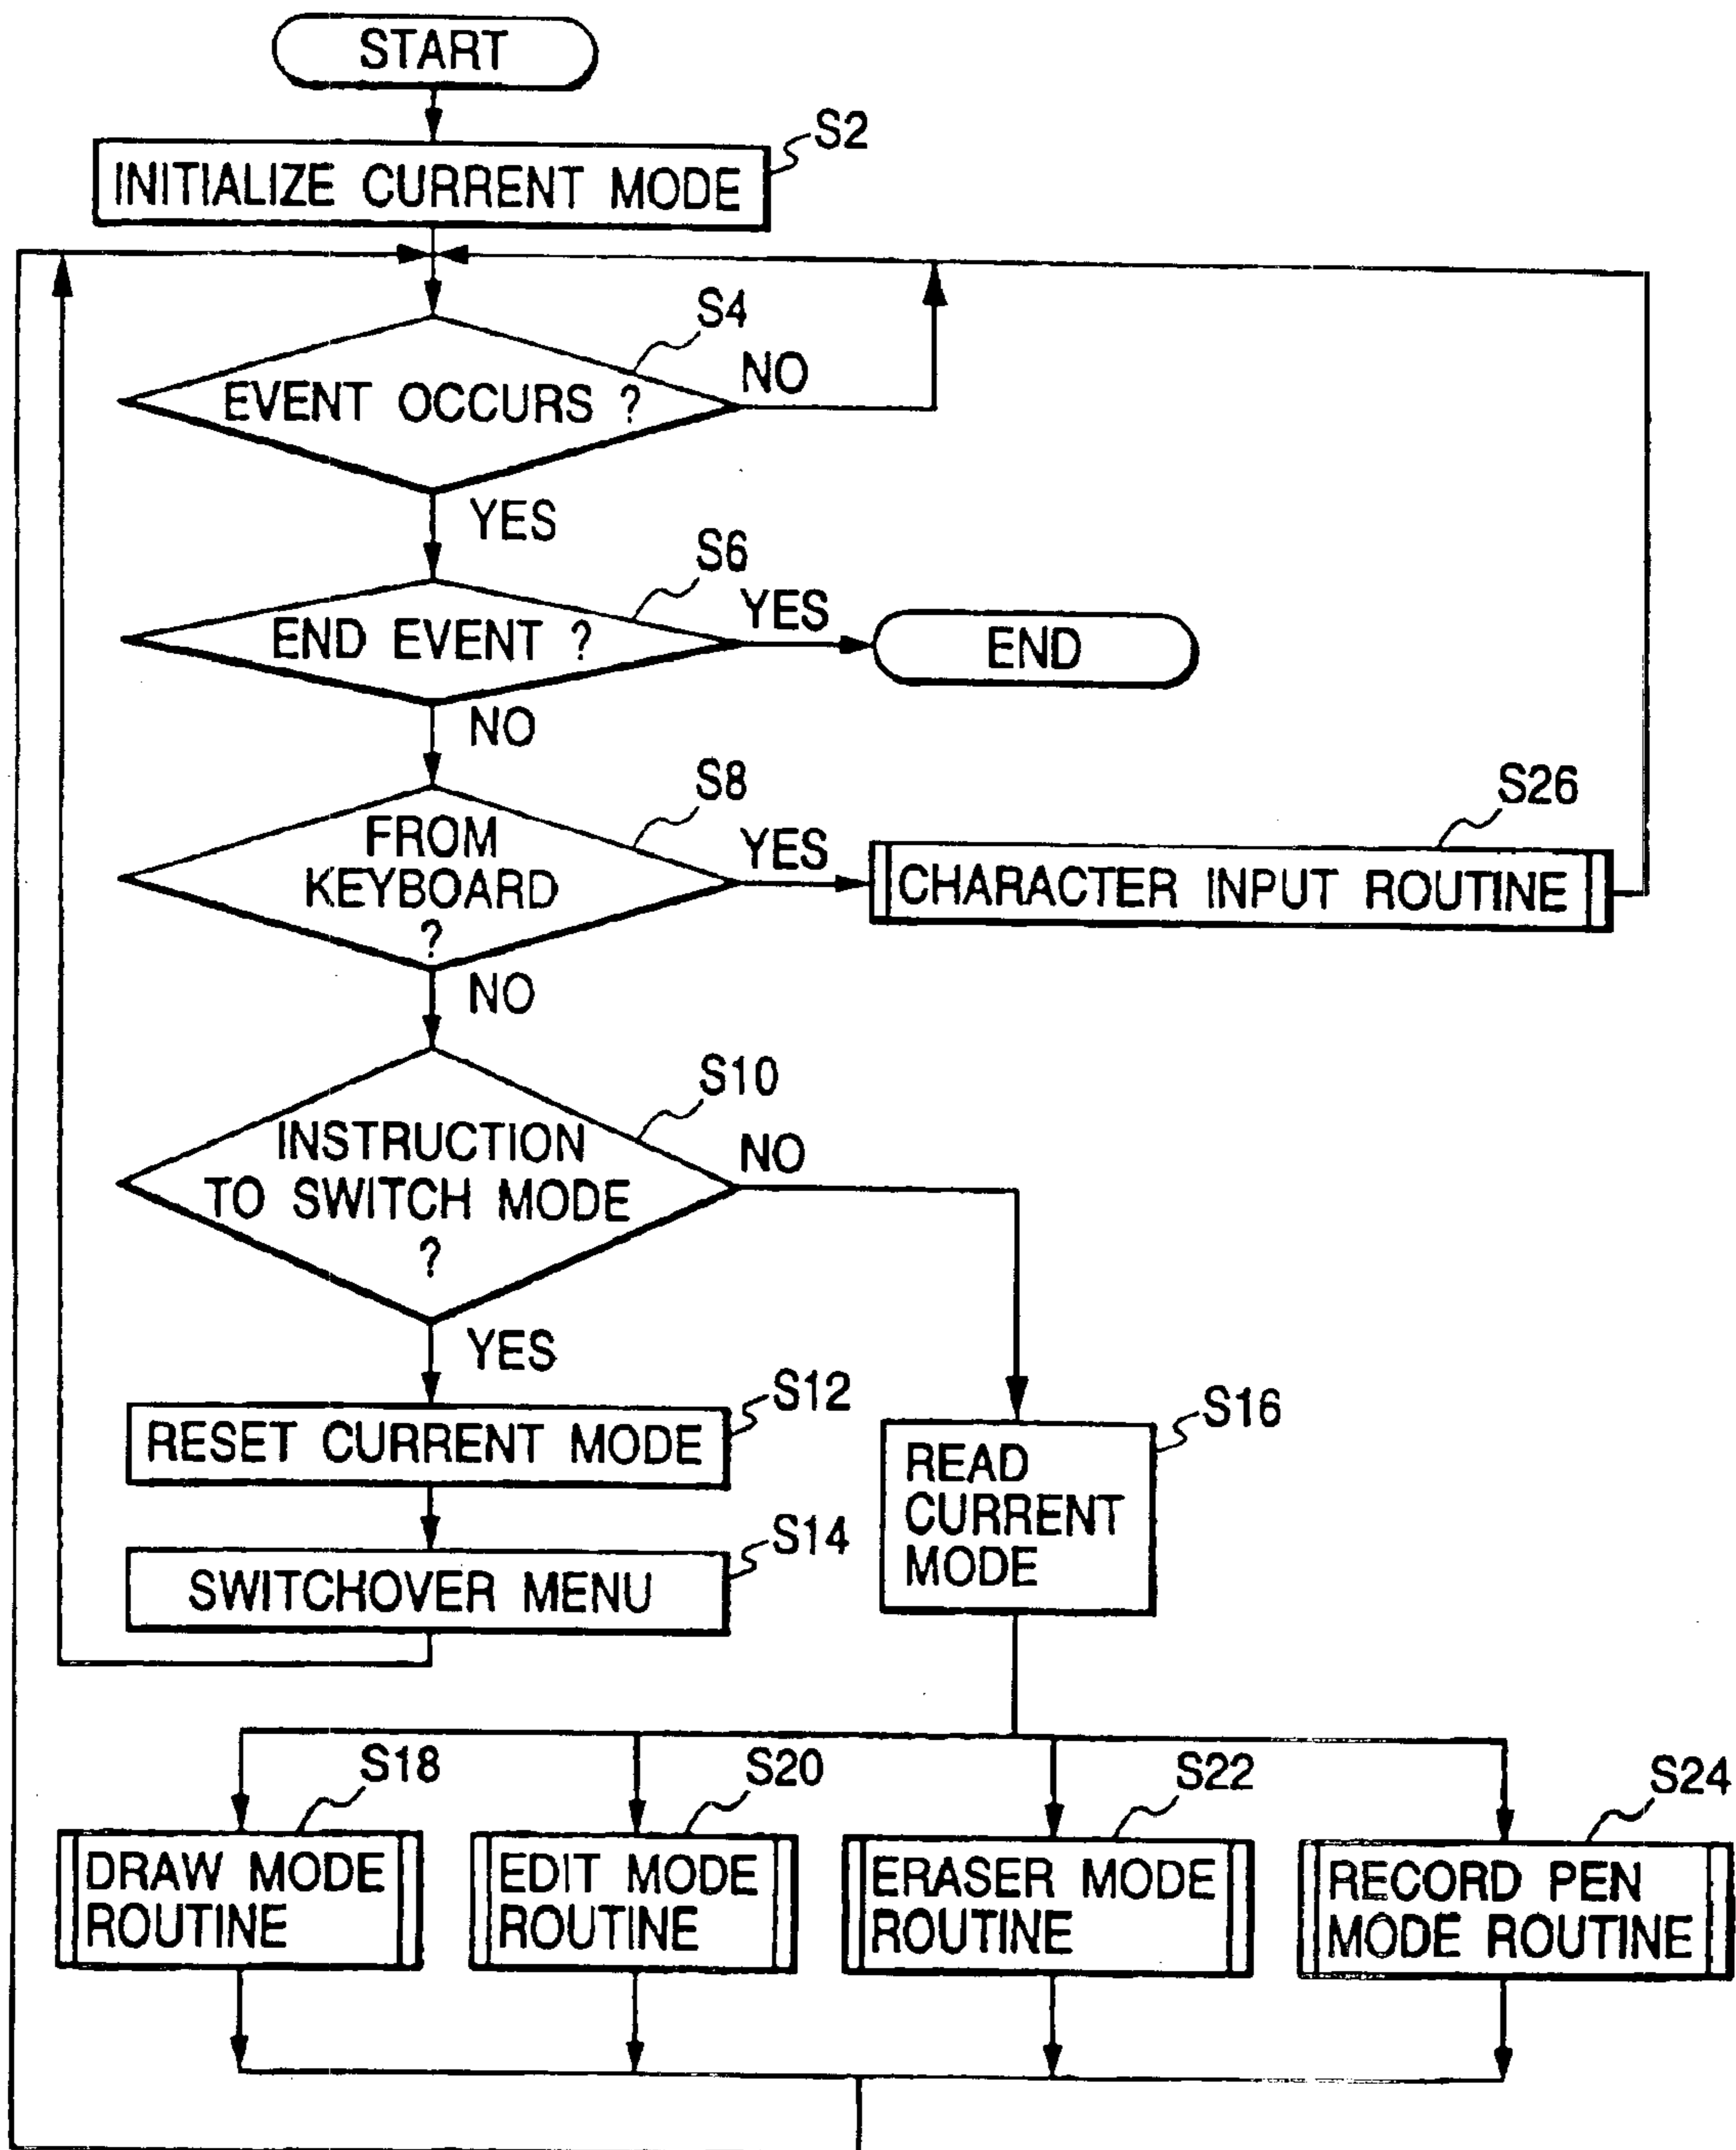 START
S2
INITIALIZE CURRENT MODE
S4
EVENT OCCURS ?
NO
YES
S6
END EVENT ?
YES
END
NO
S8
FROM
KEYBOARD
?
YES
S26
CHARACTER INPUT ROUTINE
NO
S10
INSTRUCTION
TO SWITCH MODE
?
NO
YES
S12
RESET CURRENT MODE
S14
SWITCHOVER MENU
S16
READ
CURRENT
MODE
S18
DRAW MODE
ROUTINE
S20
EDIT MODE
ROUTINE
S22
ERASER MODE
ROUTINE
S24
RECORD PEN
MODE ROUTINE